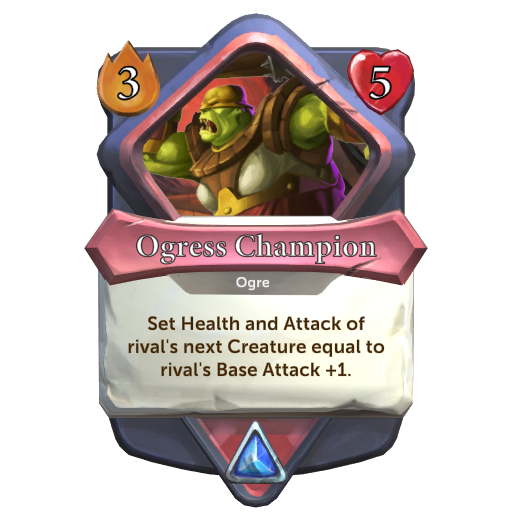 3
5
Ogress Champion
Ogre
Set Health and Attack of
rival's next Creature equal to
rival's Base Attack +1.